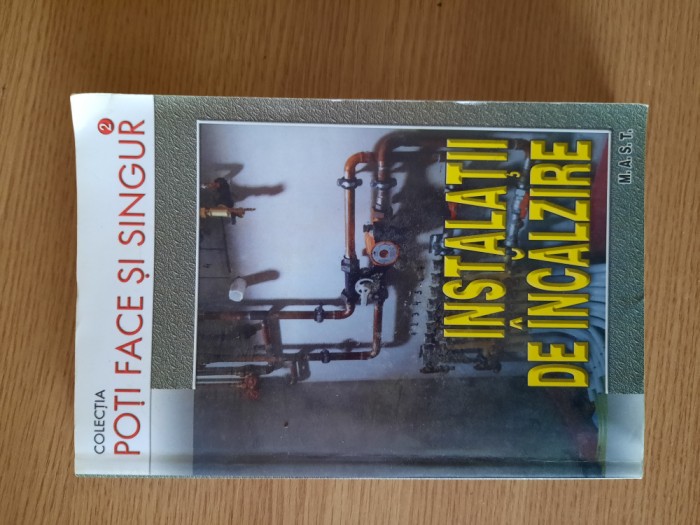 COLECȚIA
POȚI FACE ȘI SINGUR 2
INSTALAȚII
DE ÎNCĂLZIRE
M.A.S.T.